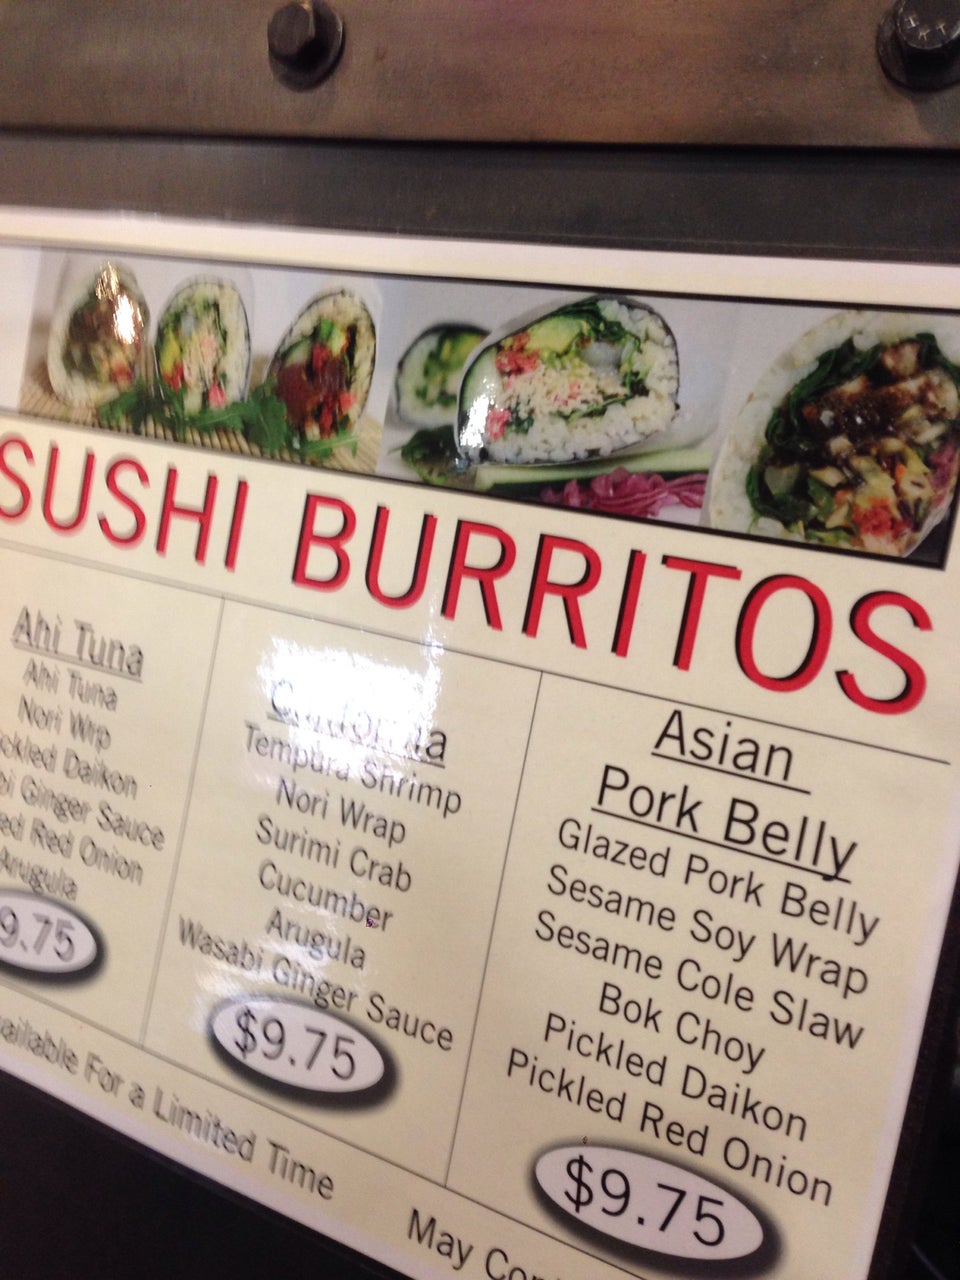 SUSHI BURRITOS
Ahi Tuna
Ahi Tuna
Nori Wrp
Daikon
Ginger Sauce
Red Onion
Arugula
9.75
California
Tempura Shrimp
Nori Wrap
Surimi Crab
Cucumber
Arugula
Wasabi Ginger Sauce
$9.75
Asian
Pork Belly
Glazed Pork Belly
Sesame Soy Wrap
Sesame Cole Slaw
Bok Choy
Pickled Daikon
Pickled Red Onion
$9.75
For a Limited Time
May